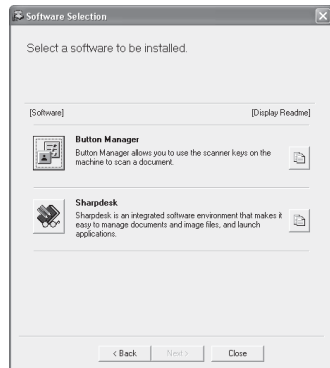 Software Selection
Select a software to be installed.
[Software] [Display Readme]
Button Manager
Button Manager allows you to use the scanner keys on the
machine to scan a document.
Sharpdesk
Sharpdesk is an integrated software environment that makes it
easy to manage documents and image files, and launch
applications.
< Back Next > Close